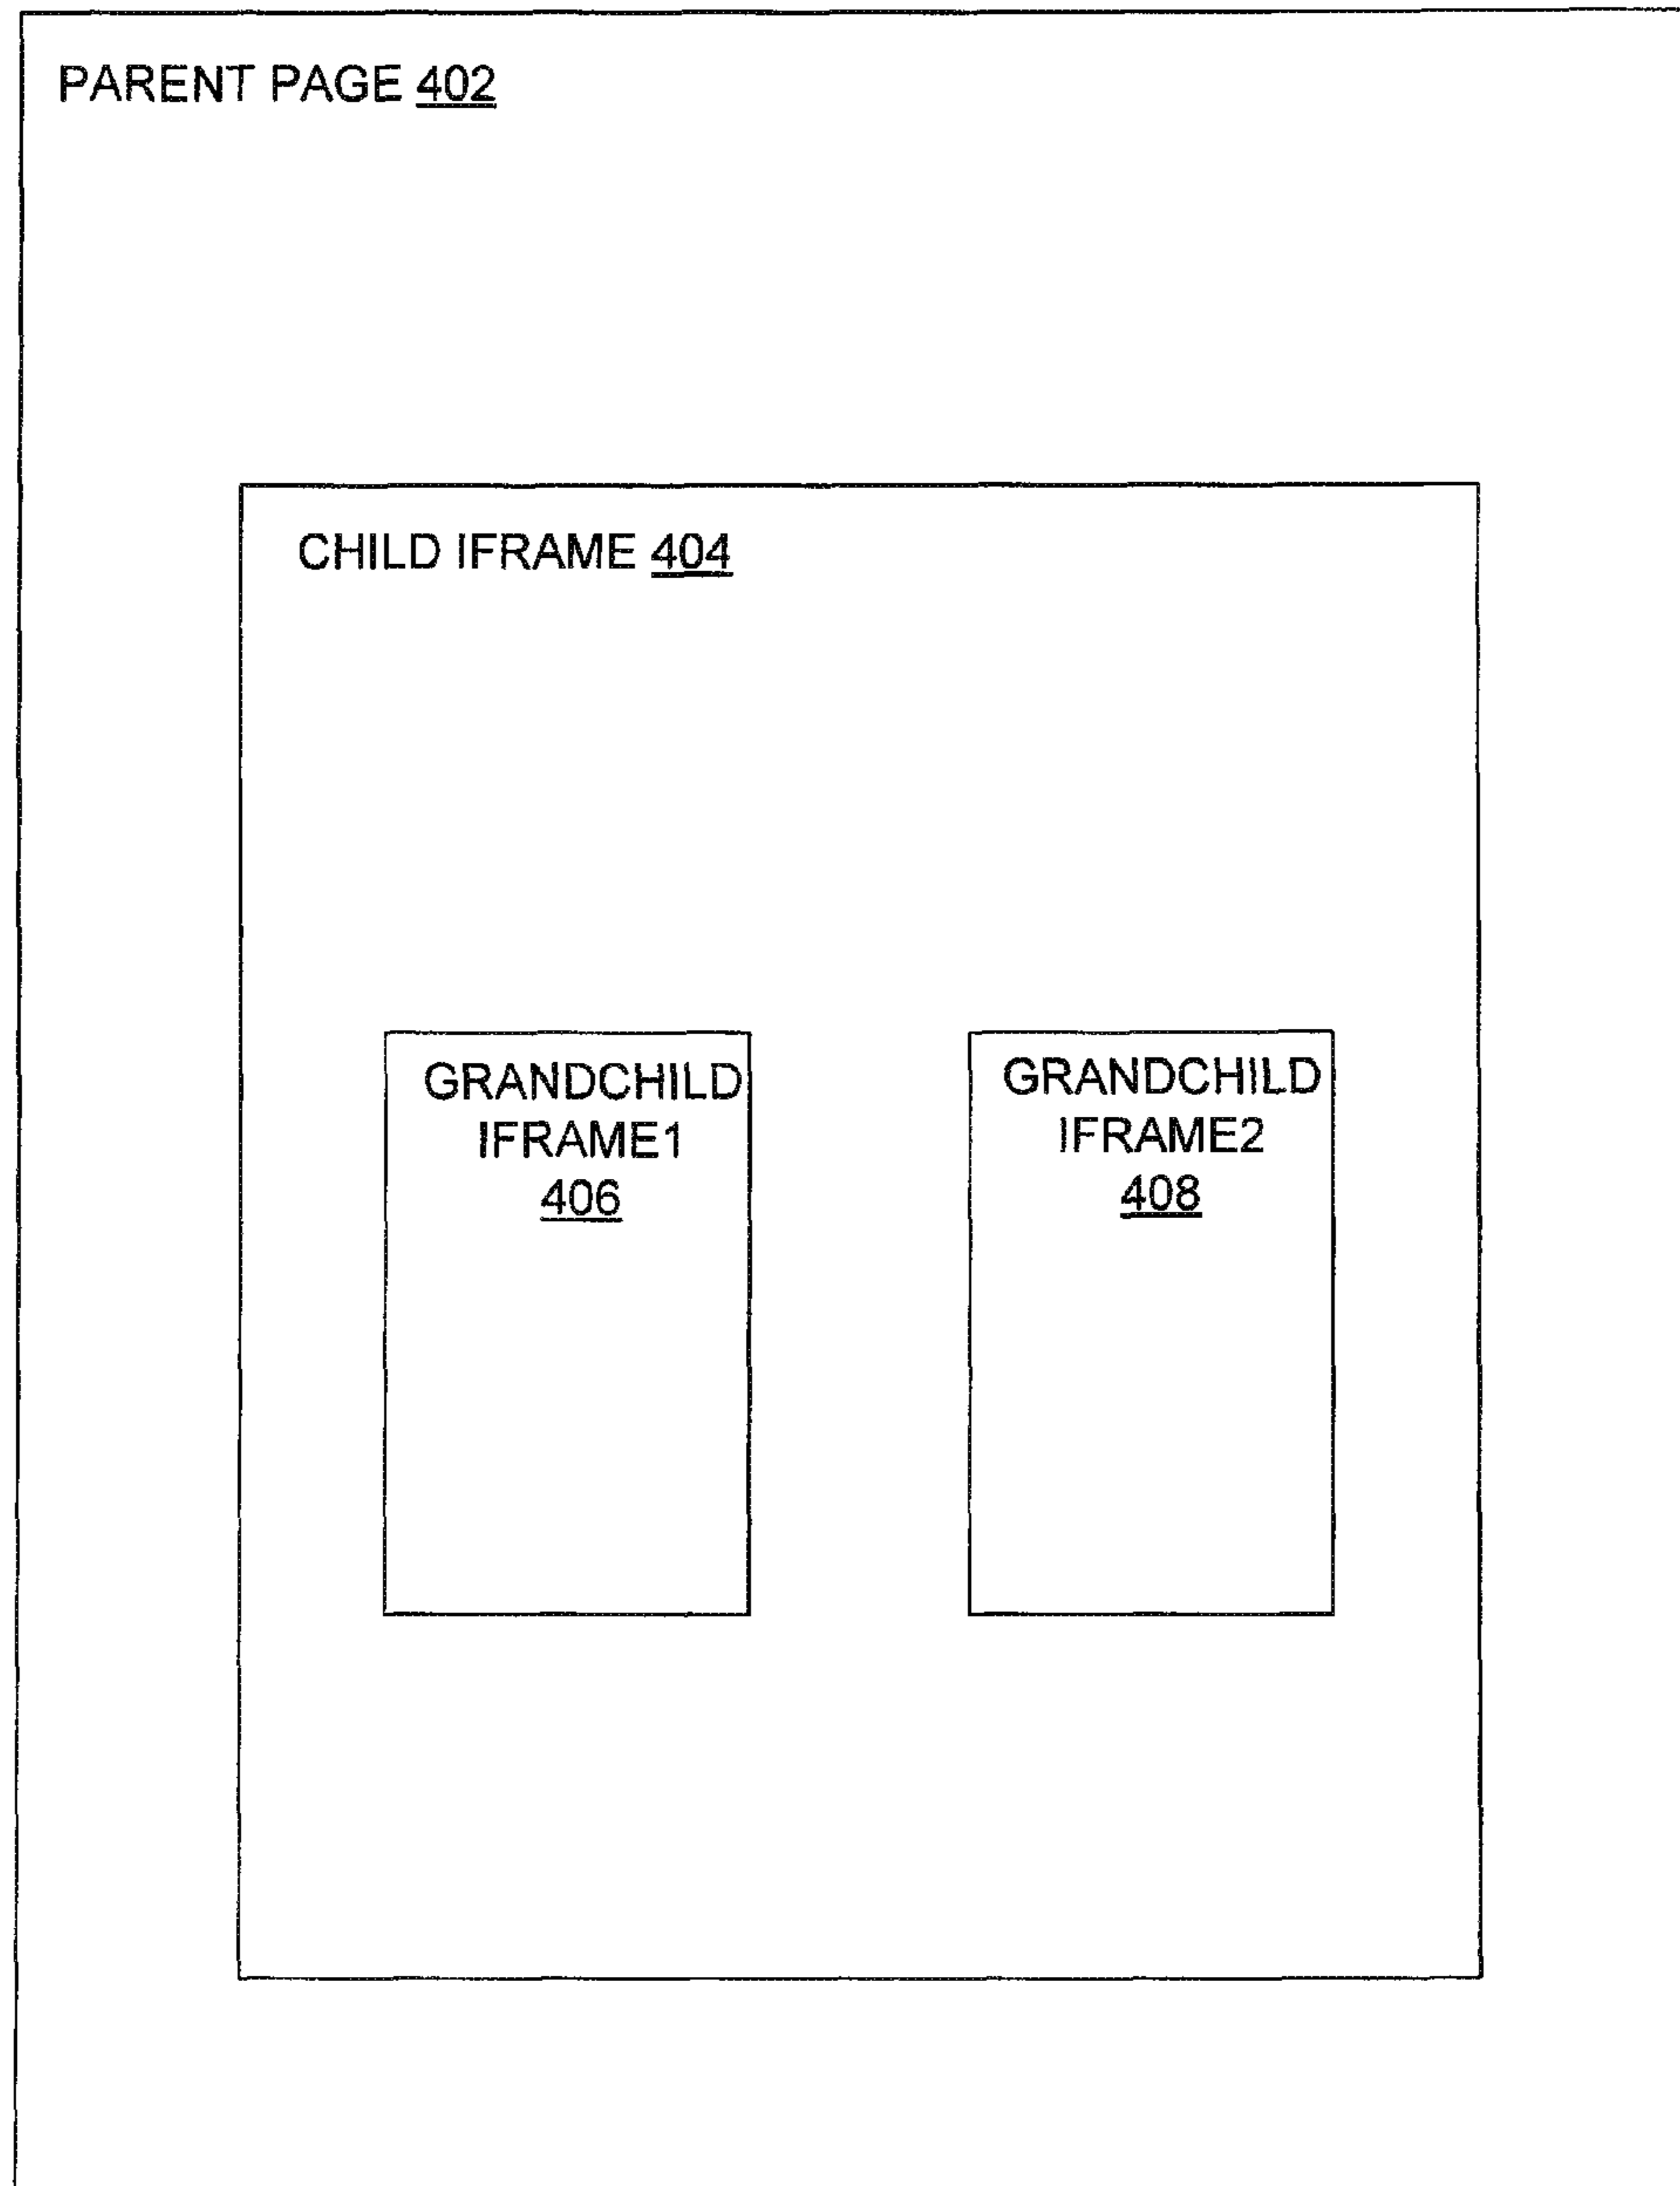 PARENT PAGE 402
CHILD IFRAME 404
GRANDCHILD
IFRAME1
406
GRANDCHILD
IFRAME2
408